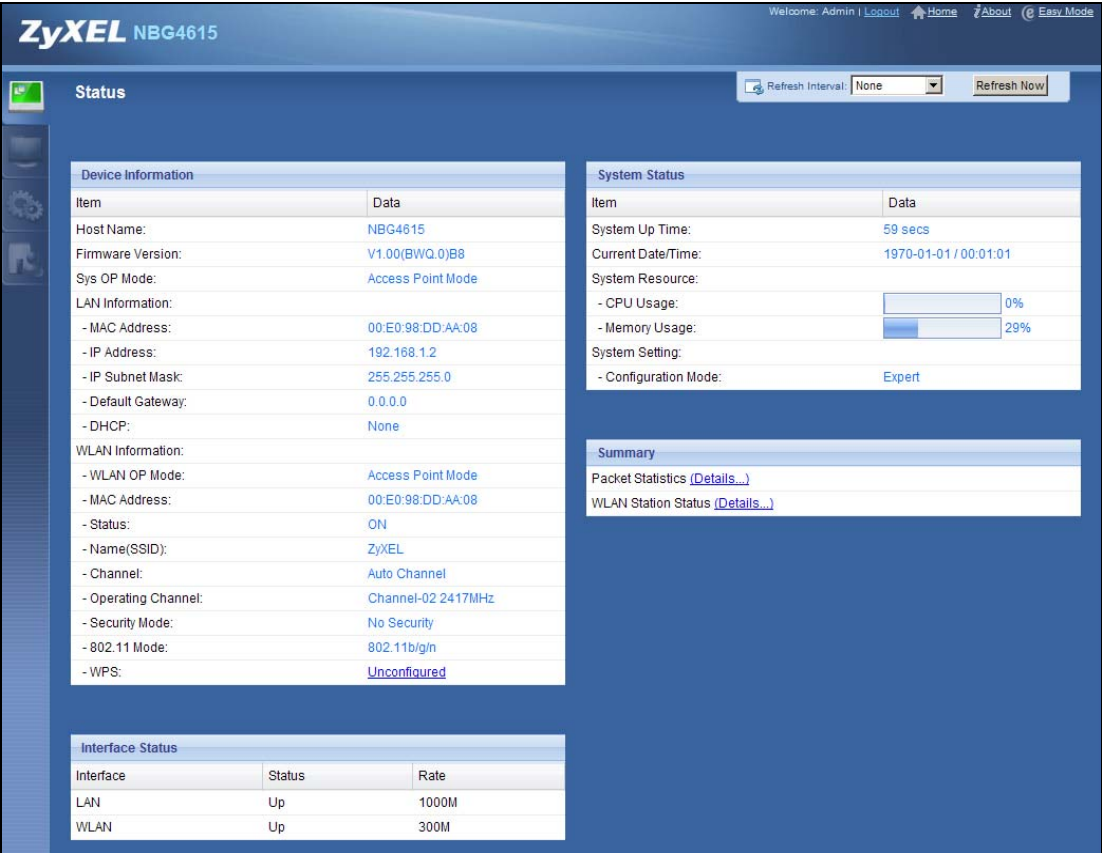 ZyXEL NBG4615
Welcome: Admin | Logout Home About Easy Mode
Status
Refresh Interval: None Refresh Now
Device Information
Item Data
Host Name: NBG4615
Firmware Version: V1.00(BWQ.0)B8
Sys OP Mode: Access Point Mode
LAN Information:
- MAC Address: 00:E0:98:DD:AA:08
- IP Address: 192.168.1.2
- IP Subnet Mask: 255.255.255.0
- Default Gateway: 0.0.0.0
- DHCP: None
WLAN Information:
- WLAN OP Mode: Access Point Mode
- MAC Address: 00:E0:98:DD:AA:08
- Status: ON
- Name(SSID): ZyXEL
- Channel: Auto Channel
- Operating Channel: Channel-02 2417MHz
- Security Mode: No Security
- 802.11 Mode: 802.11b/g/n
- WPS: Unconfigured
Interface Status
Interface Status Rate
LAN Up 1000M
WLAN Up 300M
System Status
Item Data
System Up Time: 59 secs
Current Date/Time: 1970-01-01 / 00:01:01
System Resource:
- CPU Usage: 0%
- Memory Usage: 29%
System Setting:
- Configuration Mode: Expert
Summary
Packet Statistics (Details...)
WLAN Station Status (Details...)